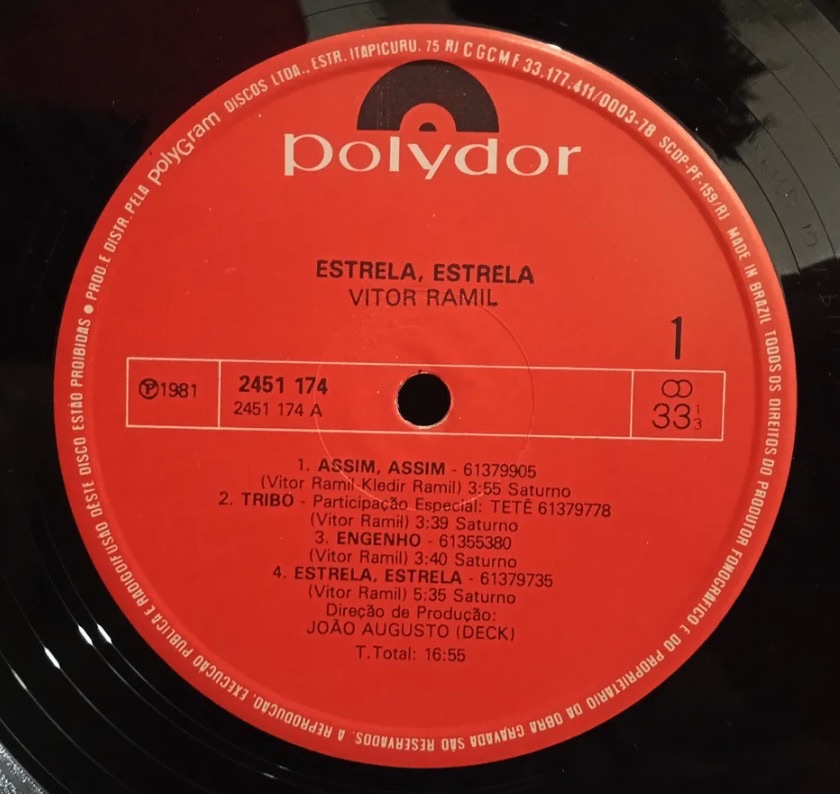 PROD. E DISTR. PELA PolyGram DISCOS LTDA., ESTR. ITAPICURU. 75 RJ C G C M F 33.177.411/0003-78 SCDP-PF-159/RJ MADE IN BRAZIL TODOS OS DIREITOS DO PRODUTOR FONOGRÁFICO E DO PROPRIETÁRIO DA OBRA GRAVADA SÃO RESERVADOS. A REPRODUÇÃO. EXECUÇÃO PÚBLICA E RADIODIFUSÃO DESTE DISCO ESTÃO PROIBIDAS ●
polydor
ESTRELA, ESTRELA
VITOR RAMIL
1
Ⓟ1981
2451 174
2451 174 A
33 1/3
1. ASSIM, ASSIM - 61379905
(Vitor Ramil-Kledir Ramil) 3:55 Saturno
2. TRIBO - Participação Especial: TETÊ 61379778
(Vitor Ramil) 3:39 Saturno
3. ENGENHO - 61355380
(Vitor Ramil) 3:40 Saturno
4. ESTRELA, ESTRELA - 61379735
(Vitor Ramil) 5:35 Saturno
Direção de Produção:
JOÃO AUGUSTO (DECK)
T.Total: 16:55